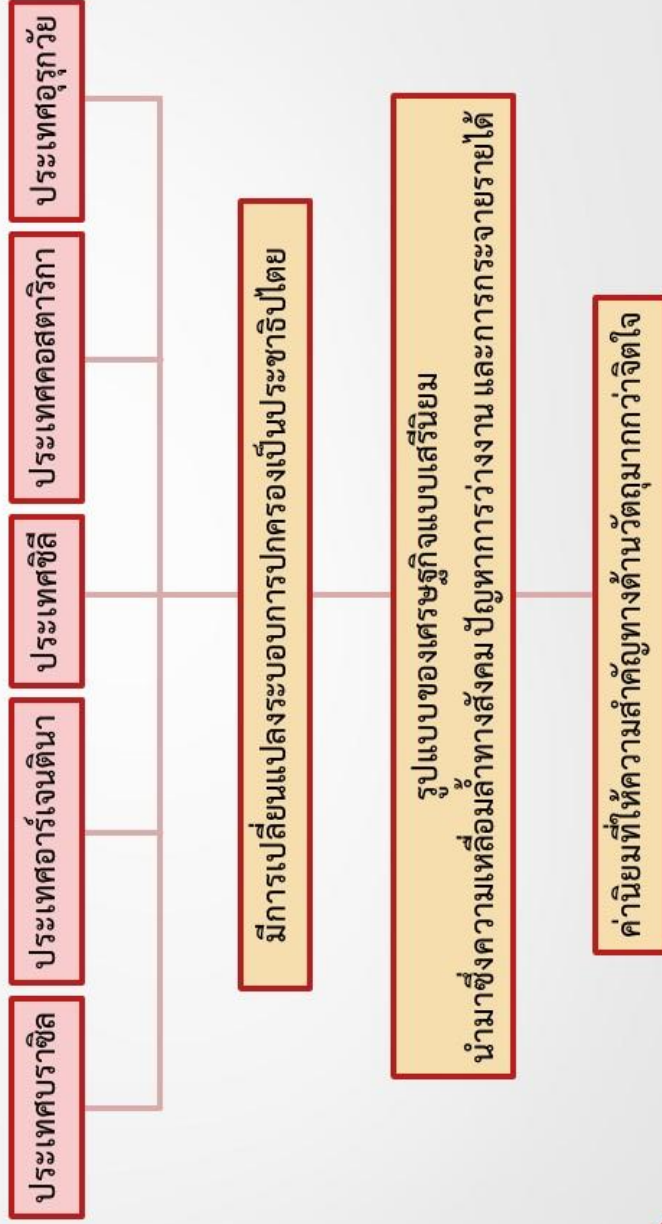 ประเทศบราซิล
ประเทศอาร์เจนตินา
ประเทศชิลี
ประเทศคอสตาริกา
ประเทศอุรุกวัย
มีการเปลี่ยนแปลงระบอบการปกครองเป็นประชาธิปไตย
รูปแบบของเศรษฐกิจแบบเสรีนิยม
นำมาซึ่งความเหลื่อมล้ำทางสังคม ปัญหาการว่างงาน และการกระจายรายได้
ค่านิยมที่ให้ความสำคัญทางด้านวัตถุมากกว่าจิตใจ